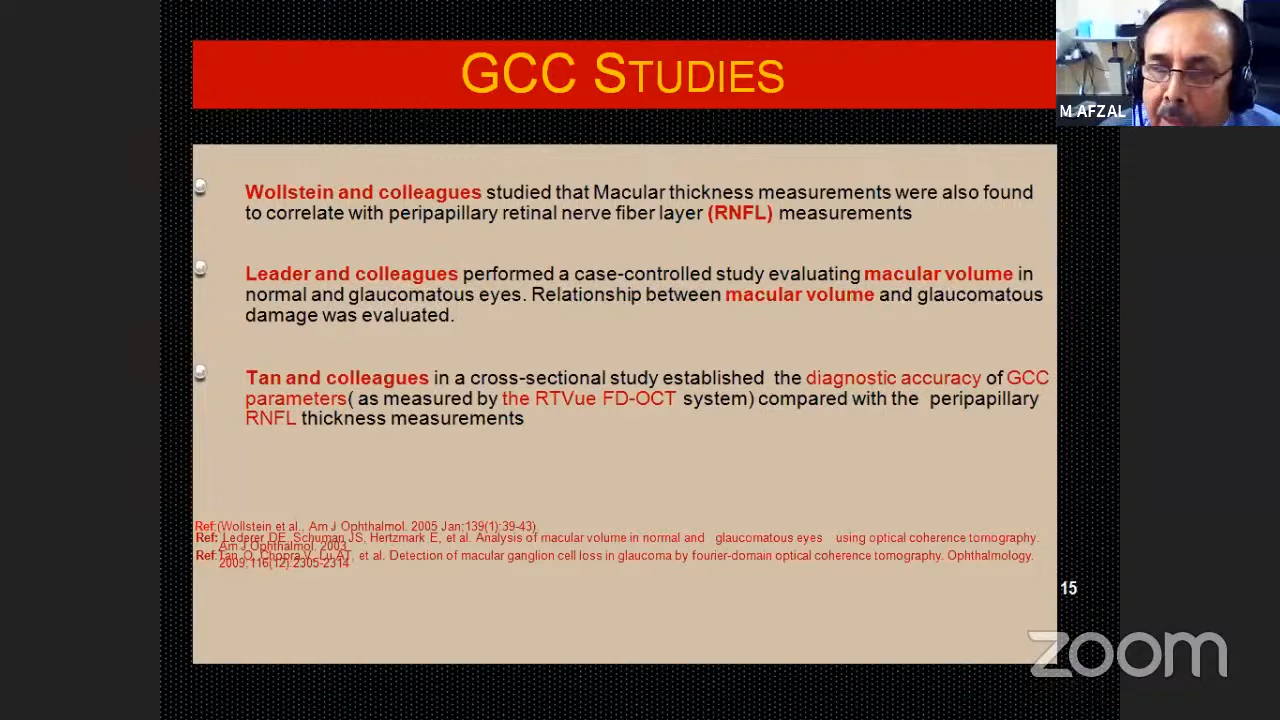 GCC STUDIES
M AFZAL
Wollstein and colleagues studied that Macular thickness measurements were also found
to correlate with peripapillary retinal nerve fiber layer (RNFL) measurements
Leader and colleagues performed a case-controlled study evaluating macular volume in
normal and glaucomatous eyes. Relationship between macular volume and glaucomatous
damage was evaluated.
Tan and colleagues in a cross-sectional study established the diagnostic accuracy of GCC
parameters( as measured by the RTVue FD-OCT system) compared with the peripapillary
RNFL thickness measurements
Ref:(Wollstein et al., Am J Ophthalmol. 2005 Jan;139(1):39-43)
Ref: Lederer DE, Schuman JS, Hertzmark E, et al. Analysis of macular volume in normal and glaucomatous eyes using optical coherence tomography.
Am J Ophthalmol. 2003
Ref:Tan O, Chopra V, Lu AT, et al. Detection of macular ganglion cell loss in glaucoma by fourier-domain optical coherence tomography. Ophthalmology.
2009;116(12):2305-2314
15
zoom